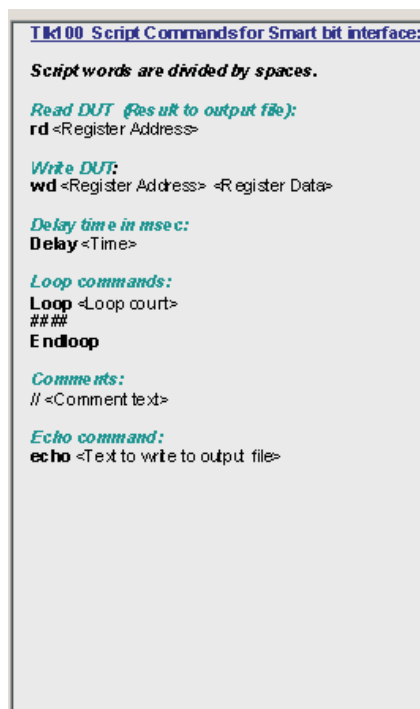 Tlk100 Script Commands for Smart bit interface:
Script words are divided by spaces.
Read DUT (Result to output file):
rd <Register Address>
Write DUT:
wd <Register Address> <Register Data>
Delay time in msec:
Delay <Time>
Loop commands:
Loop <Loop court>
####
Endloop
Comments:
// <Comment text>
Echo command:
echo <Text to write to output file>